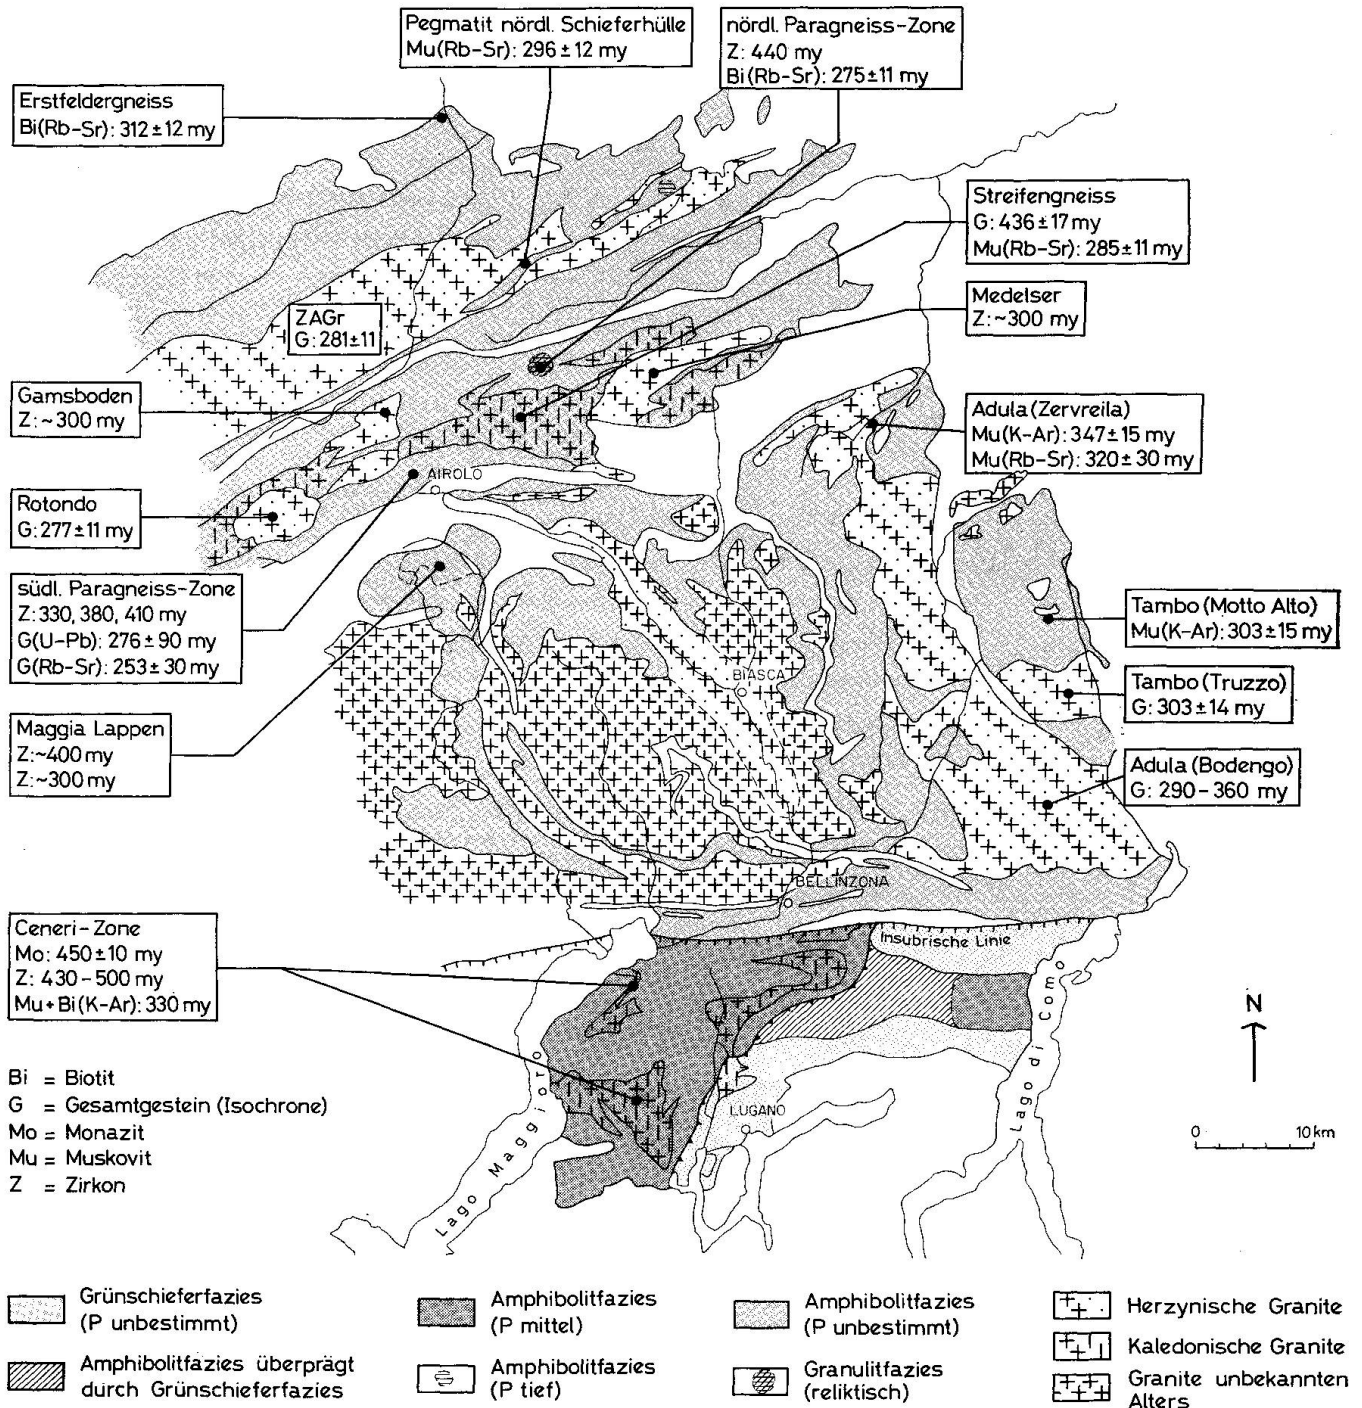 Pegmatit nördl. Schieferhülle
Mu(Rb-Sr): 296 ± 12 my
nördl. Paragneiss-Zone
Z: 440 my
Bi(Rb-Sr): 275±11 my
Erstfeldergneiss
Bi(Rb-Sr): 312 ± 12 my
Streifengneiss
G: 436 ± 17 my
Mu(Rb-Sr): 285 ± 11 my
Medelser
Z: ~300 my
ZAGr
G: 281±11
Gamsboden
Z: ~ 300 my
Adula (Zervreila)
Mu(K-Ar): 347 ± 15 my
Mu(Rb-Sr): 320 ± 30 my
AIROLO
Rotondo
G: 277 ± 11 my
südl. Paragneiss-Zone
Z: 330, 380, 410 my
G(U-Pb): 276 ± 90 my
G(Rb-Sr): 253 ± 30 my
Tambo (Motto Alto)
Mu(K-Ar): 303 ± 15 my
BIASCA
Tambo (Truzzo)
G: 303 ± 14 my
Maggia Lappen
Z: ~400 my
Z: ~300 my
Adula (Bodengo)
G: 290 - 360 my
BELLINZONA
Ceneri-Zone
Mo: 450 ± 10 my
Z: 430 - 500 my
Mu+Bi(K-Ar): 330 my
Insubrische Linie
N
Bi = Biotit
G = Gesamtgestein (Isochrone)
Mo = Monazit
Mu = Muskovit
Z = Zirkon
Lago Maggiore
LUGANO
Lago di Como
0 10 km
Grünschieferfazies
(P unbestimmt)
Amphibolitfazies überprägt
durch Grünschieferfazies
Amphibolitfazies
(P mittel)
Amphibolitfazies
(P tief)
Amphibolitfazies
(P unbestimmt)
Granulitfazies
(reliktisch)
Herzynische Granite
Kaledonische Granite
Granite unbekannten
Alters